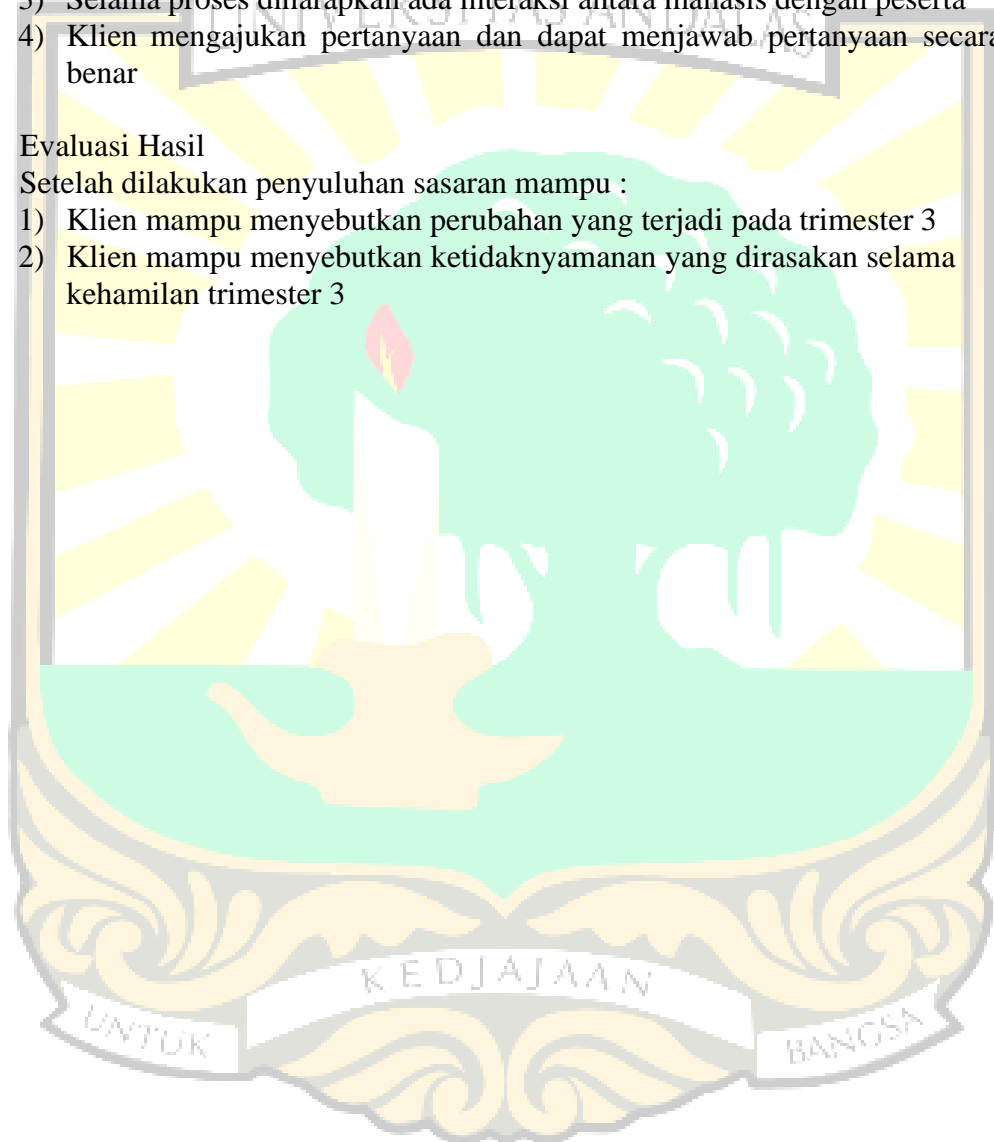 3) Selama proses diharapkan ada interaksi antara mahasis dengan peserta
UNIVERSITAS ANDALAS
4) Klien mengajukan pertanyaan dan dapat menjawab pertanyaan secara
benar
Evaluasi Hasil
Setelah dilakukan penyuluhan sasaran mampu :
1) Klien mampu menyebutkan perubahan yang terjadi pada trimester 3
2) Klien mampu menyebutkan ketidaknyamanan yang dirasakan selama
kehamilan trimester 3
UNTUK KEDJAJAAN BANGSA